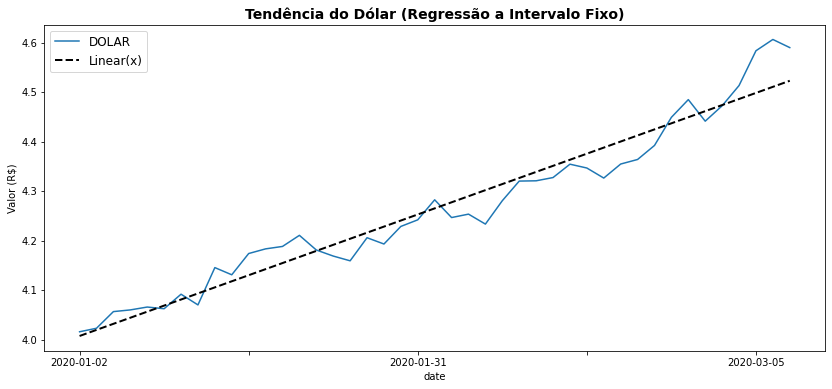 Tendência do Dólar (Regressão a Intervalo Fixo)
DOLAR
Linear(x)
4.6
4.5
4.4
4.3
4.2
4.1
4.0
Valor (R$)
2020-01-02
2020-01-31
2020-03-05
date